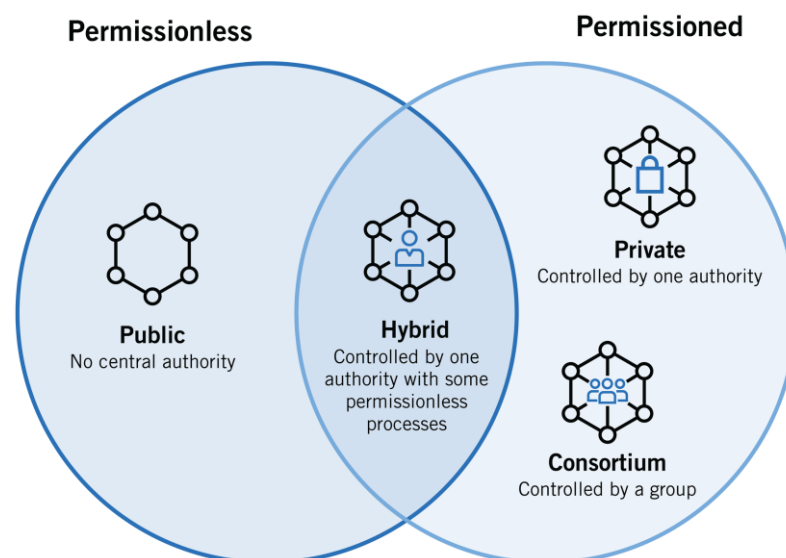 Permissionless
Permissioned
Public
No central authority
Hybrid
Controlled by one
authority with some
permissionless
processes
Private
Controlled by one authority
Consortium
Controlled by a group